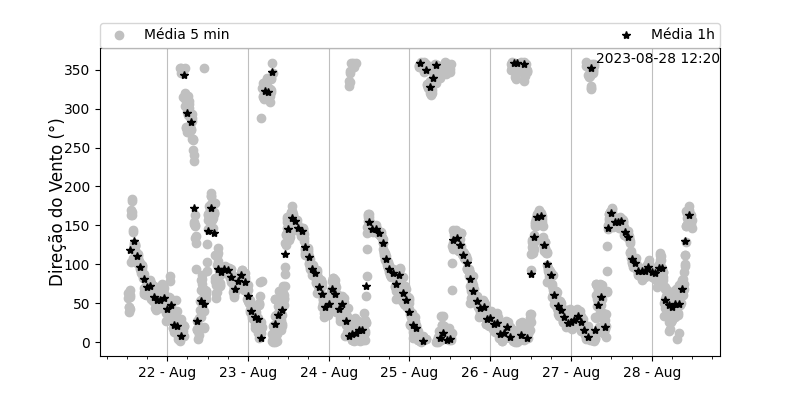 Média 5 min
Média 1h
2023-08-28 12:20
Direção do Vento (°)
350
300
250
200
150
100
50
0
22 - Aug
23 - Aug
24 - Aug
25 - Aug
26 - Aug
27 - Aug
28 - Aug